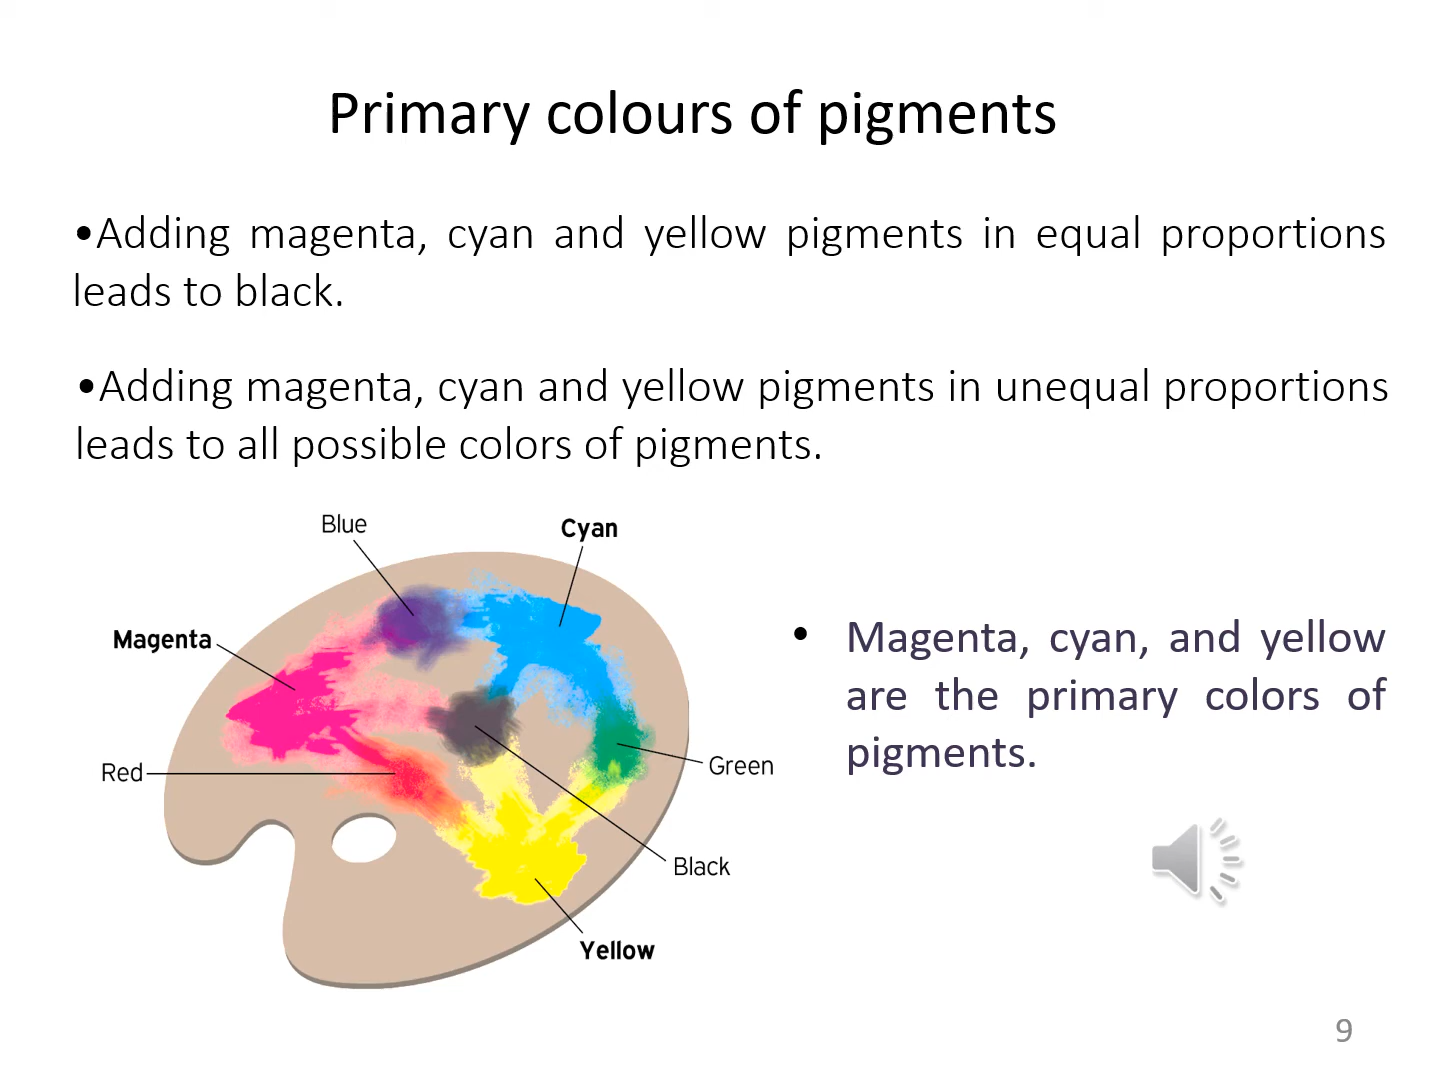 Primary colours of pigments
•Adding magenta, cyan and yellow pigments in equal proportions
leads to black.
•Adding magenta, cyan and yellow pigments in unequal proportions
leads to all possible colors of pigments.
Blue
Cyan
Magenta
Red
Green
Black
Yellow
• Magenta, cyan, and yellow
are the primary colors of
pigments.
9